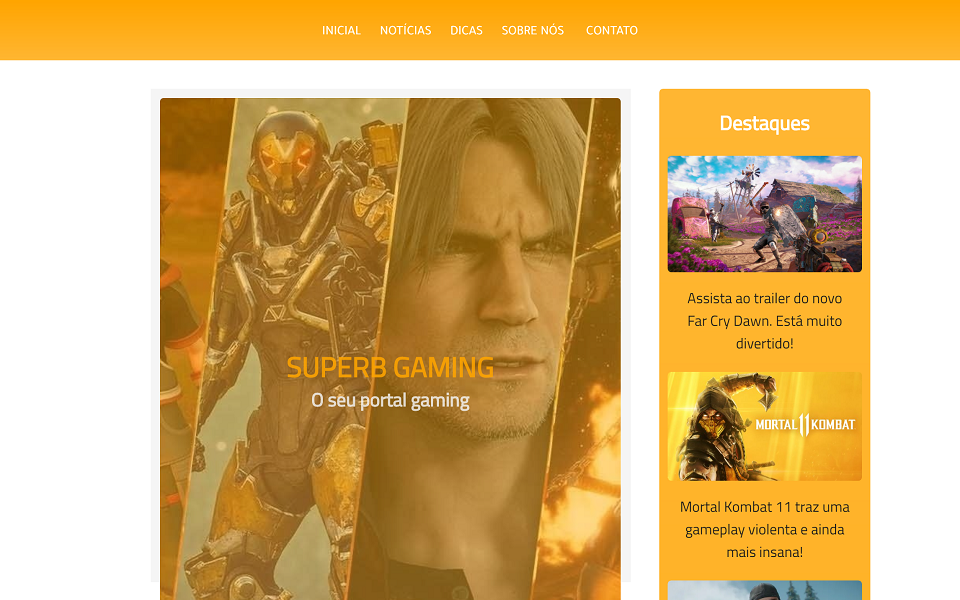 INICIAL NOTÍCIAS DICAS SOBRE NÓS CONTATO
SUPERB GAMING
O seu portal gaming
Destaques
Assista ao trailer do novo
Far Cry Dawn. Está muito
divertido!
MORTAL 11 KOMBAT
Mortal Kombat 11 traz uma
gameplay violenta e ainda
mais insana!